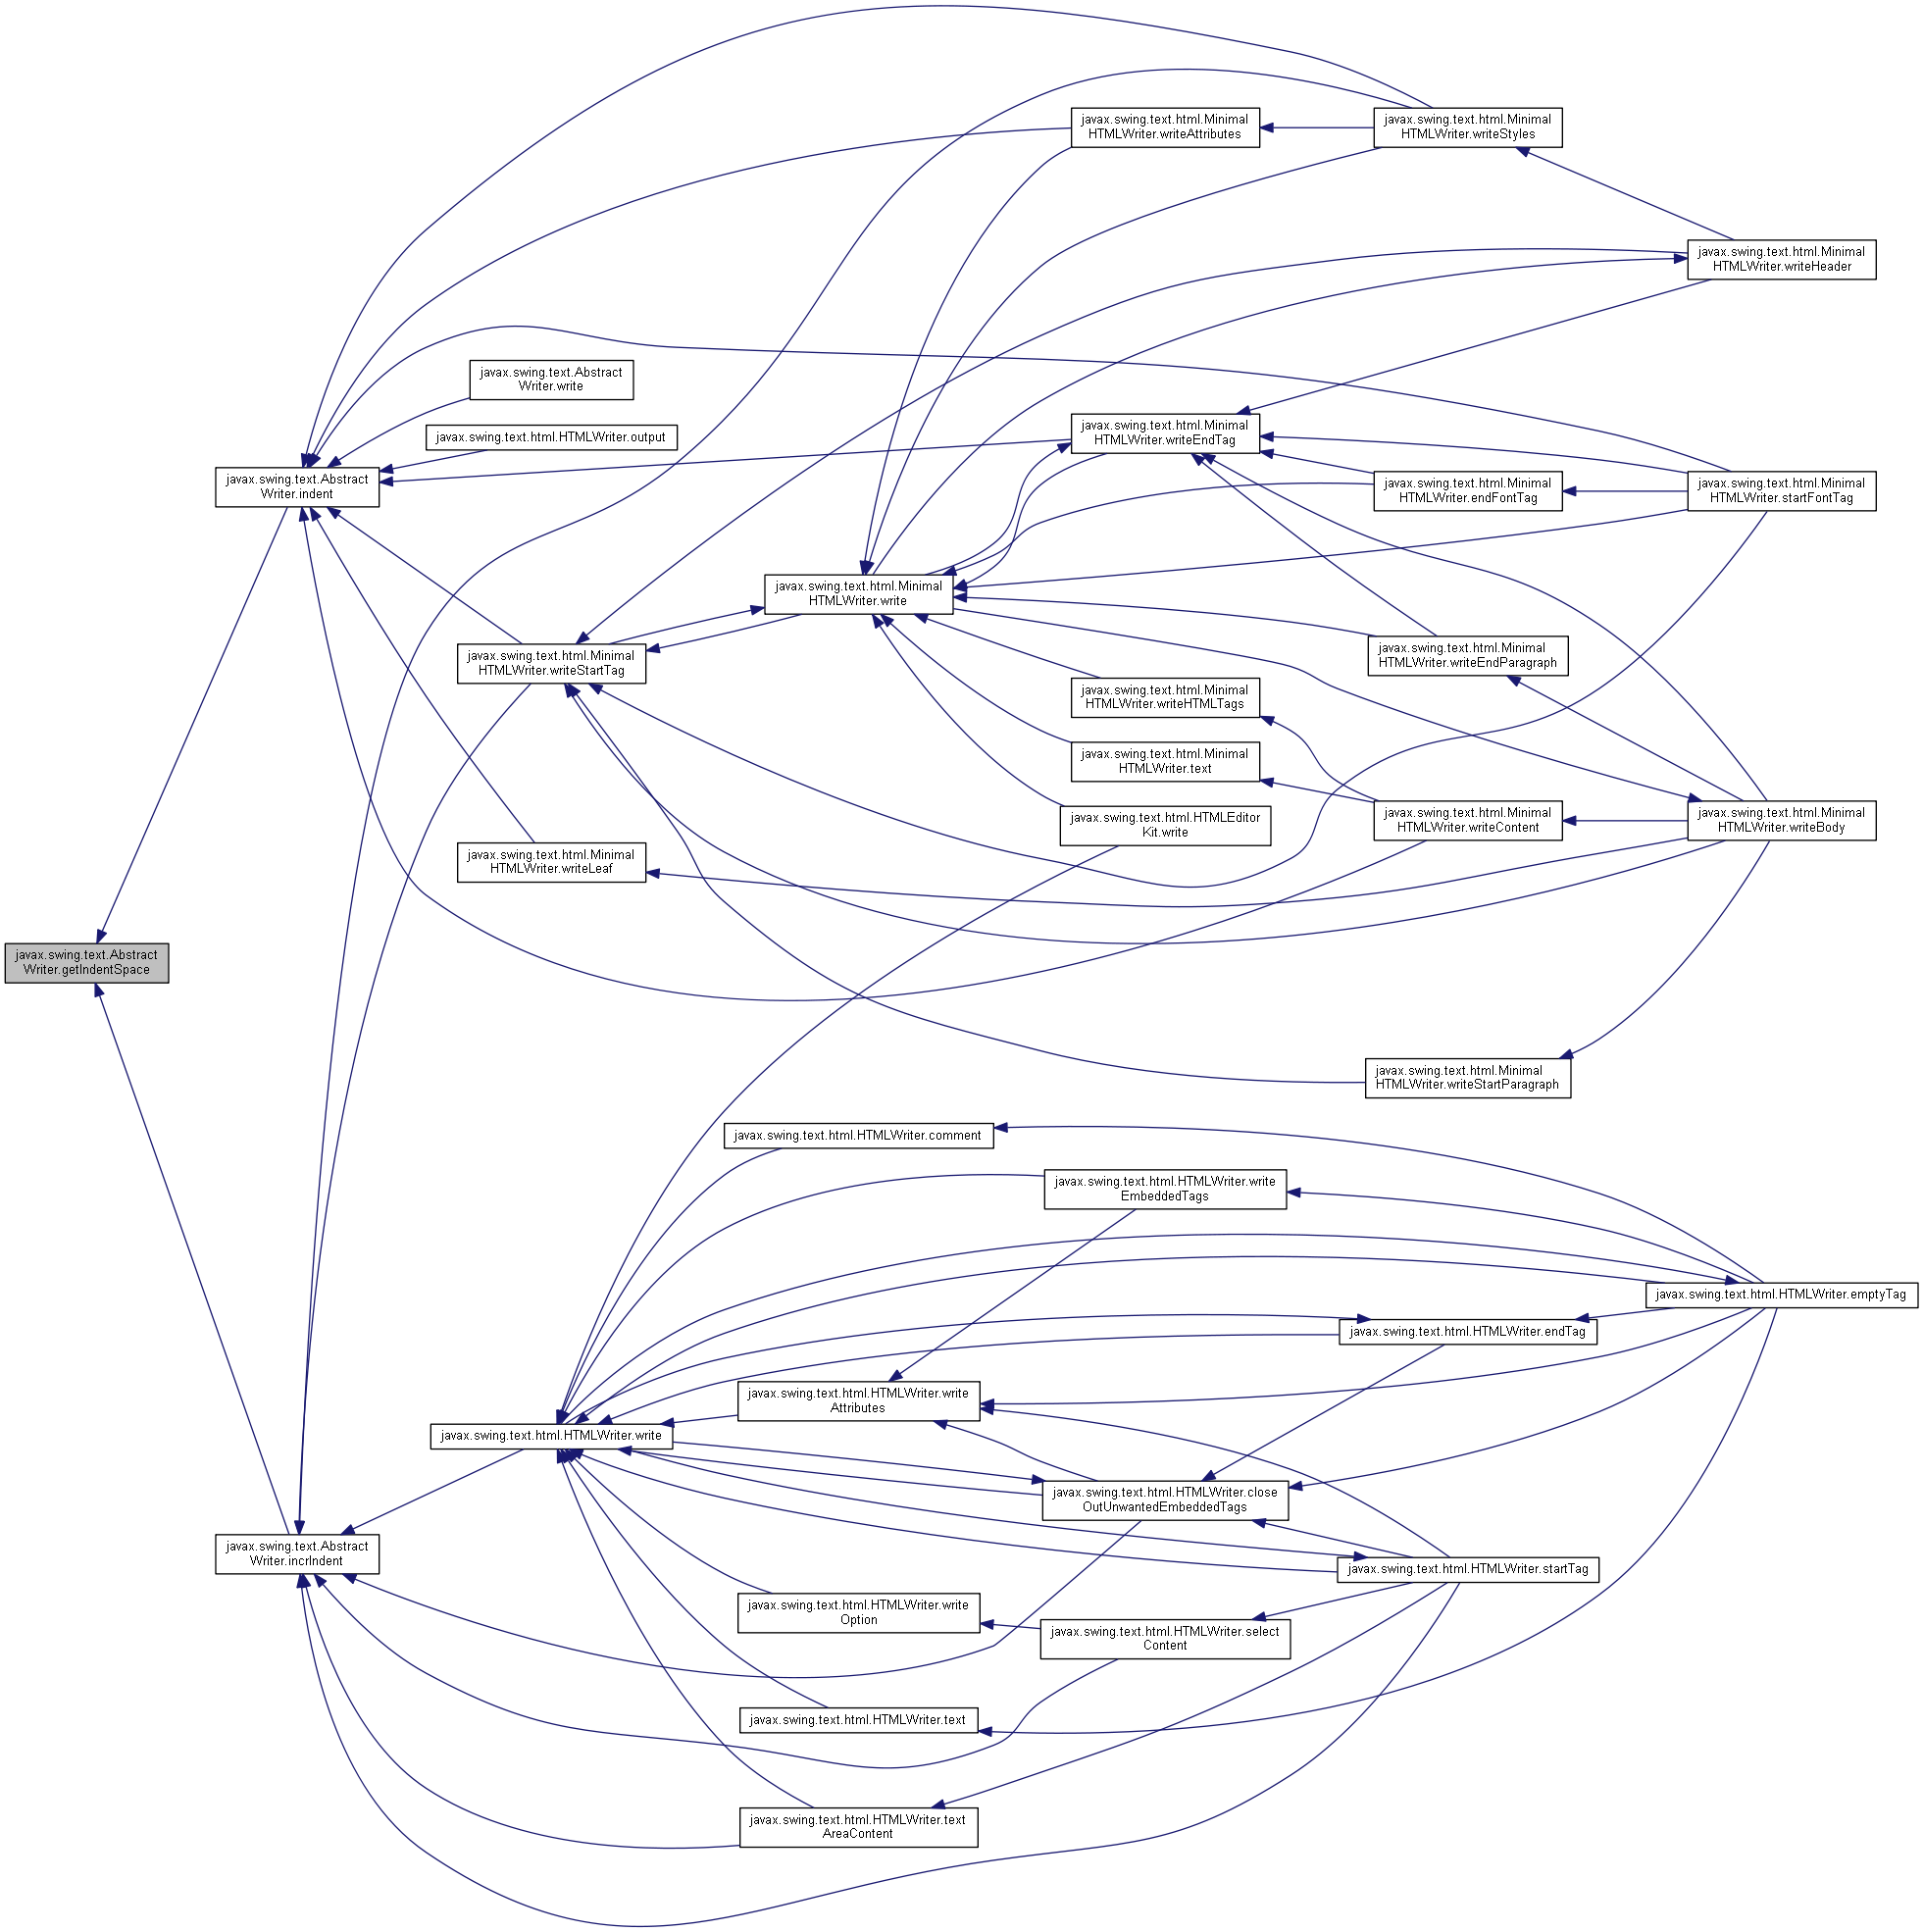 javax.swing.text.html.Minimal
HTMLWriter.writeAttributes
javax.swing.text.html.Minimal
HTMLWriter.writeStyles
javax.swing.text.html.Minimal
HTMLWriter.writeHeader
javax.swing.text.Abstract
Writer.write
javax.swing.text.html.HTMLWriter.output
javax.swing.text.html.Minimal
HTMLWriter.writeEndTag
javax.swing.text.Abstract
Writer.indent
javax.swing.text.html.Minimal
HTMLWriter.endFontTag
javax.swing.text.html.Minimal
HTMLWriter.startFontTag
javax.swing.text.html.Minimal
HTMLWriter.write
javax.swing.text.html.Minimal
HTMLWriter.writeStartTag
javax.swing.text.html.Minimal
HTMLWriter.writeEndParagraph
javax.swing.text.html.Minimal
HTMLWriter.writeHTMLTags
javax.swing.text.html.Minimal
HTMLWriter.text
javax.swing.text.html.HTMLEditor
Kit.write
javax.swing.text.html.Minimal
HTMLWriter.writeContent
javax.swing.text.html.Minimal
HTMLWriter.writeBody
javax.swing.text.html.Minimal
HTMLWriter.writeLeaf
javax.swing.text.Abstract
Writer.getIndentSpace
javax.swing.text.html.Minimal
HTMLWriter.writeStartParagraph
javax.swing.text.html.HTMLWriter.comment
javax.swing.text.html.HTMLWriter.write
EmbeddedTags
javax.swing.text.html.HTMLWriter.emptyTag
javax.swing.text.html.HTMLWriter.endTag
javax.swing.text.html.HTMLWriter.write
Attributes
javax.swing.text.html.HTMLWriter.write
javax.swing.text.html.HTMLWriter.close
OutUnwantedEmbeddedTags
javax.swing.text.Abstract
Writer.incrIndent
javax.swing.text.html.HTMLWriter.startTag
javax.swing.text.html.HTMLWriter.write
Option
javax.swing.text.html.HTMLWriter.select
Content
javax.swing.text.html.HTMLWriter.text
javax.swing.text.html.HTMLWriter.text
AreaContent